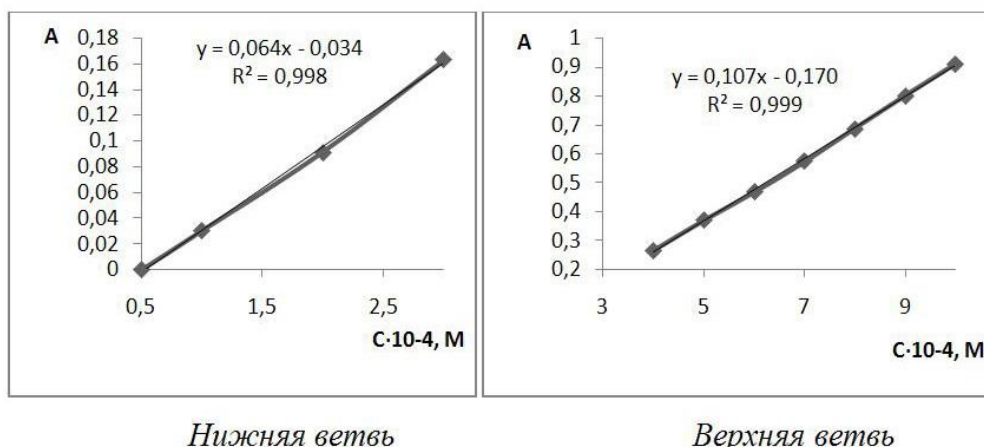 A
0,18
0,16
0,14
0,12
0,1
0,08
0,06
0,04
0,02
0
y = 0,064x - 0,034
R² = 0,998
0,5 1,5 2,5
C·10-4, M
Нижняя ветвь
A
1
0,9
0,8
0,7
0,6
0,5
0,4
0,3
0,2
y = 0,107x - 0,170
R² = 0,999
3 5 7 9
C·10-4, M
Верхняя ветвь